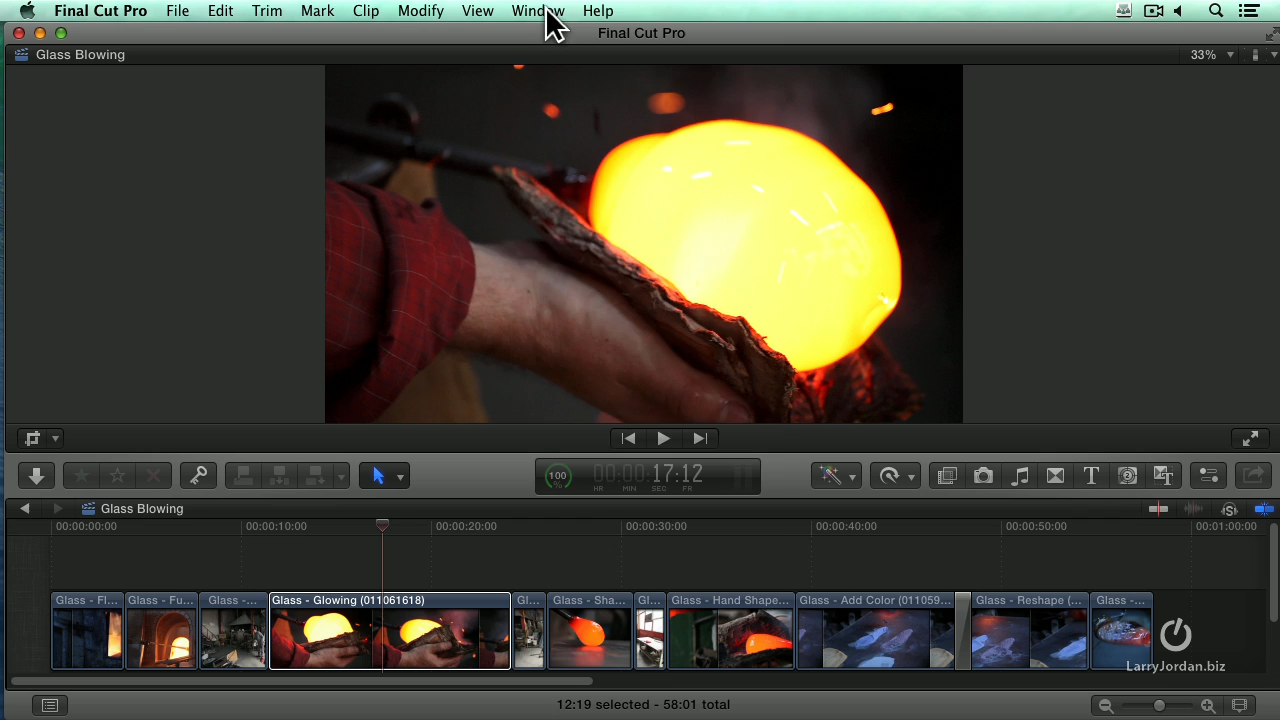 Final Cut Pro File Edit Trim Mark Clip Modify View Window Help
Final Cut Pro
Glass Blowing 33%
100 % 00:00:17:12
HR MIN SEC FR
Glass Blowing
00:00:00:00 00:00:10:00 00:00:20:00 00:00:30:00 00:00:40:00 00:00:50:00 00:01:00:00
Glass - Fl... Glass - Fu... Glass -... Glass - Glowing (011061618) Gl... Glass - Sha... Gl... Glass - Hand Shape... Glass - Add Color (011059... Glass - Reshape (... Glass -...
LarryJordan.biz
12:19 selected - 58:01 total